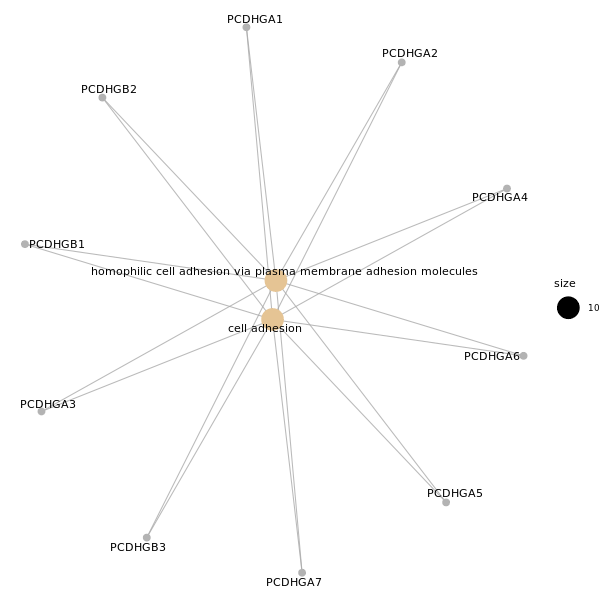 PCDHGA1
PCDHGA2
PCDHGB2
PCDHGA4
PCDHGB1
homophilic cell adhesion via plasma membrane adhesion molecules
size
10
cell adhesion
PCDHGA6
PCDHGA3
PCDHGA5
PCDHGB3
PCDHGA7